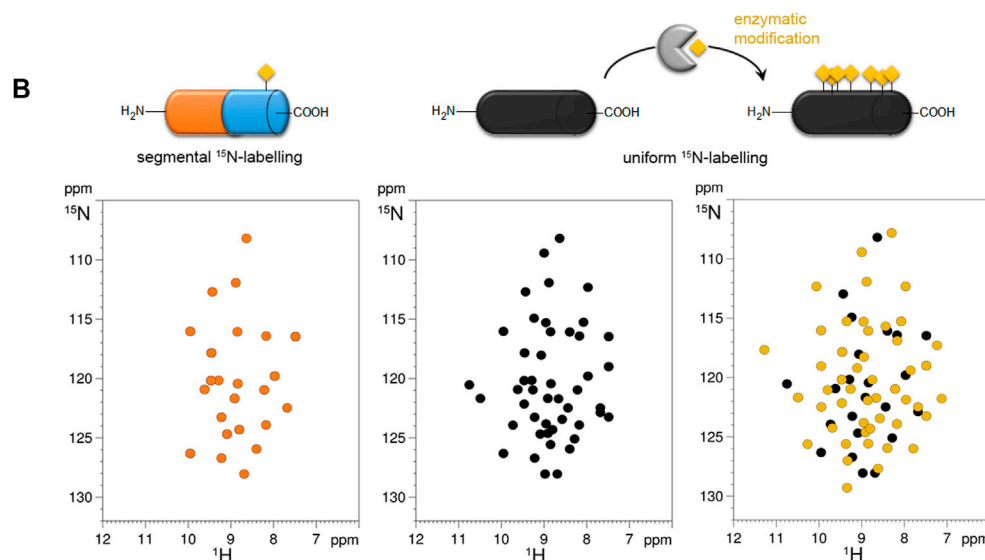 B
enzymatic
modification
H₂N
COOH
H₂N
COOH
H₂N
COOH
segmental ¹⁵N-labelling
uniform ¹⁵N-labelling
ppm
¹⁵N
110
115
120
125
130
12 11 10 9 8 7 ppm
¹H
ppm
¹⁵N
110
115
120
125
130
12 11 10 9 8 7 ppm
¹H
ppm
¹⁵N
110
115
120
125
130
12 11 10 9 8 7 ppm
¹H